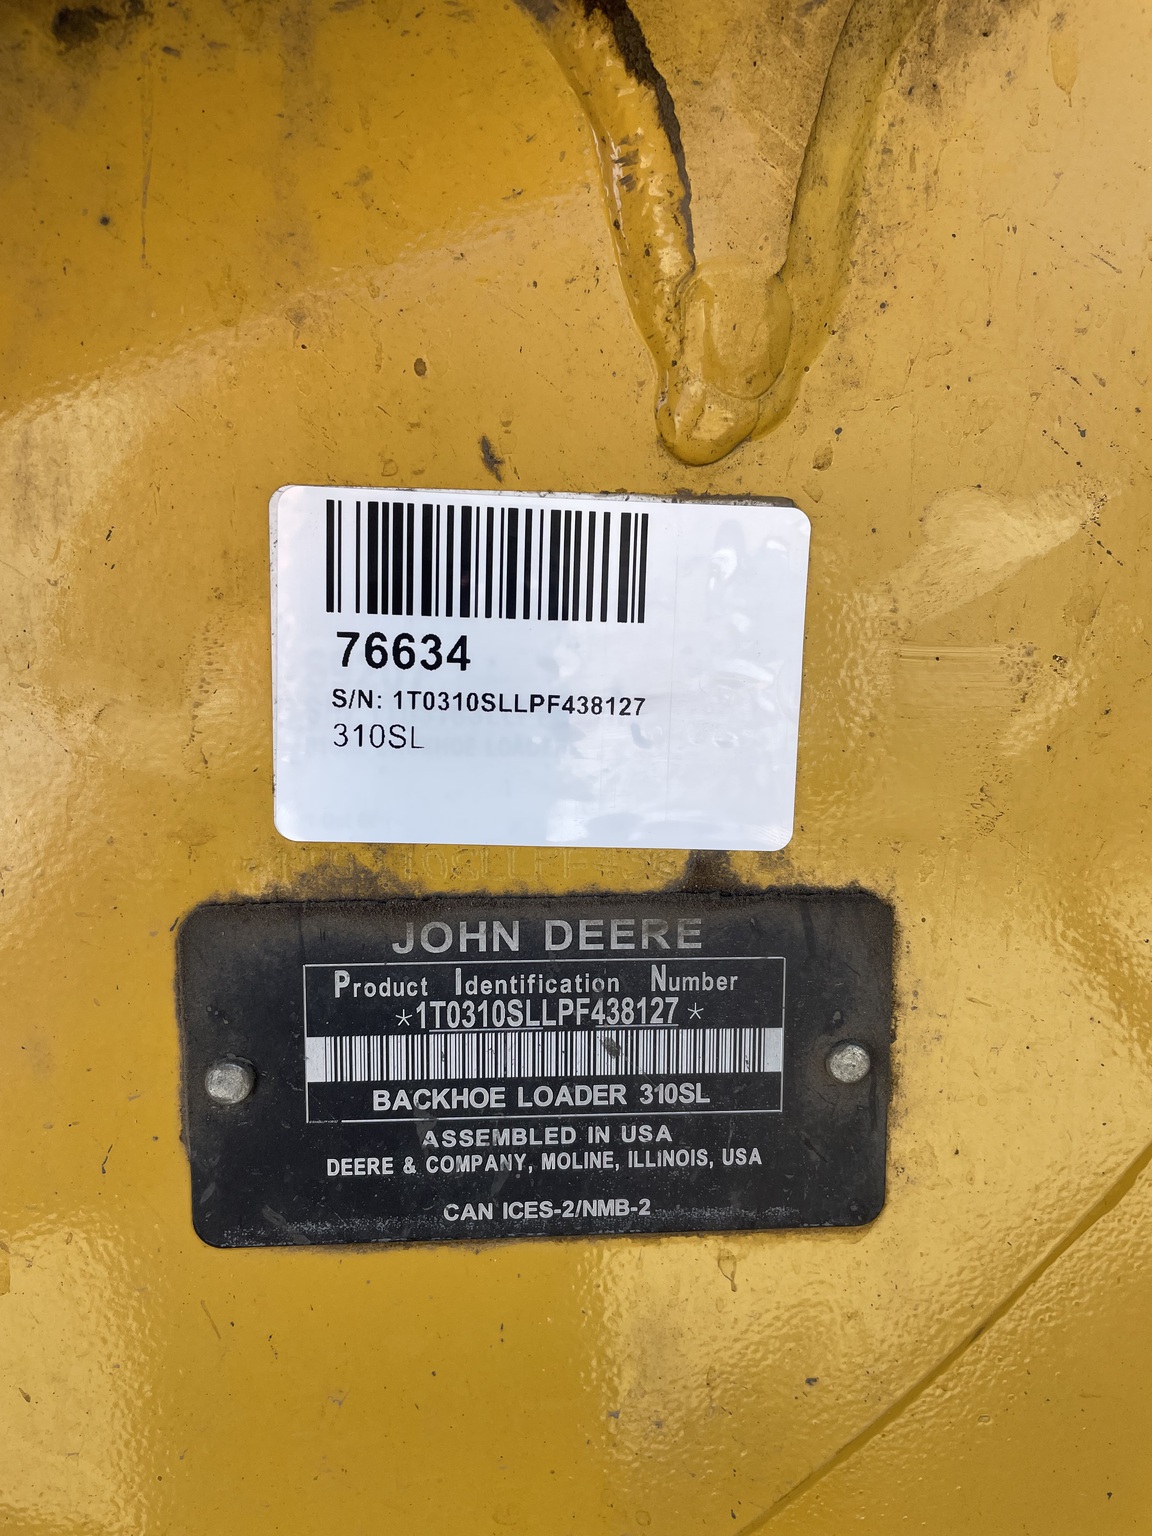 76634
S/N: 1T0310SLLPF438127
310SL
JOHN DEERE
Product Identification Number
*1T0310SLLPF438127*
BACKHOE LOADER 310SL
ASSEMBLED IN USA
DEERE & COMPANY, MOLINE, ILLINOIS, USA
CAN ICES-2/NMB-2